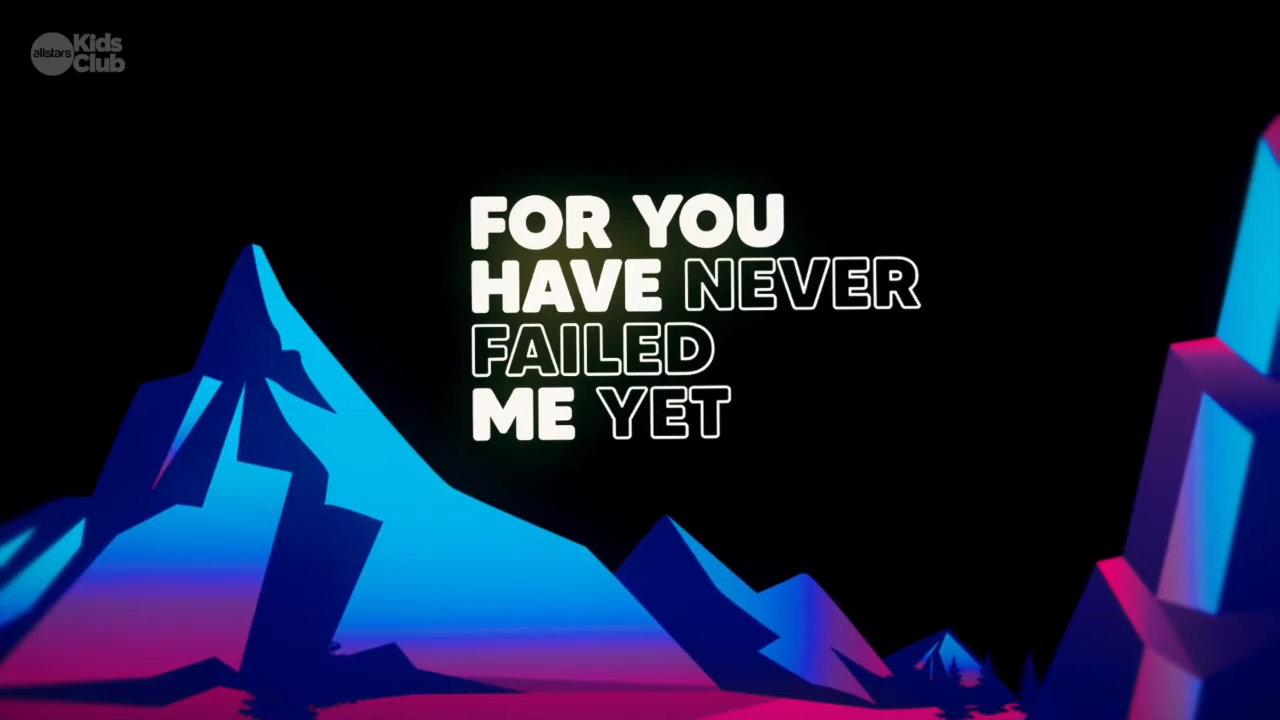 allstars Kids
Club
FOR YOU
HAVE NEVER
FAILED
ME YET